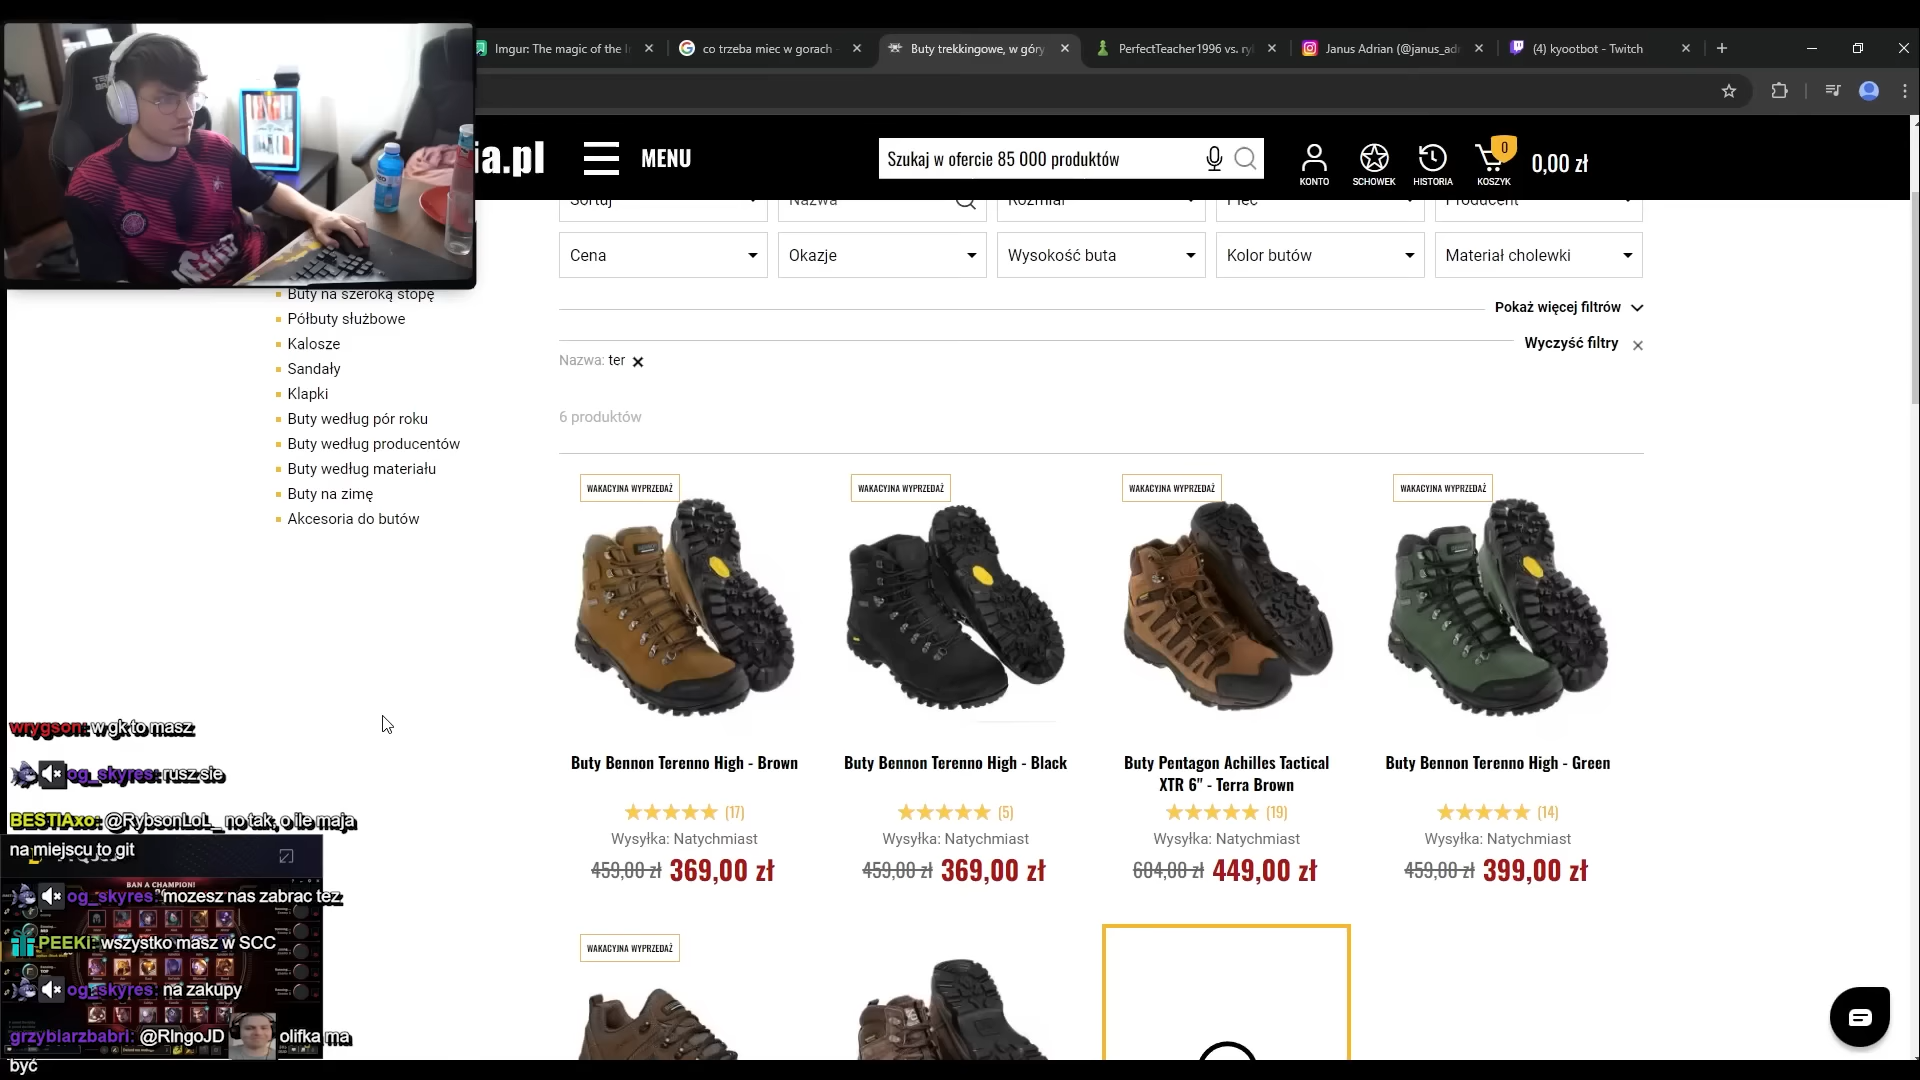 Imgur: The magic of the I
co trzeba miec w gorach -
Buty trekkingowe, w góry
PerfectTeacher1996 vs. ryb
Janus Adrian (@janus_adr
(4) kyootbot - Twitch
ia.pl
MENU
Szukaj w ofercie 85 000 produktów
KONTO
SCHOWEK
HISTORIA
0
KOSZYK
0,00 zł
Sortuj
Nazwa
Rozmiar
Płeć
Producent
Cena
Okazje
Wysokość buta
Kolor butów
Materiał cholewki
Buty na szeroką stopę
Półbuty służbowe
Kalosze
Sandały
Klapki
Buty według pór roku
Buty według producentów
Buty według materiału
Buty na zimę
Akcesoria do butów
Pokaż więcej filtrów
Wyczyść filtry
Nazwa: ter
6 produktów
WAKACYJNA WYPRZEDAŻ
WAKACYJNA WYPRZEDAŻ
WAKACYJNA WYPRZEDAŻ
WAKACYJNA WYPRZEDAŻ
Buty Bennon Terenno High - Brown
(17)
Wysyłka: Natychmiast
459,00 zł 369,00 zł
Buty Bennon Terenno High - Black
(5)
Wysyłka: Natychmiast
459,00 zł 369,00 zł
Buty Pentagon Achilles Tactical
XTR 6" - Terra Brown
(19)
Wysyłka: Natychmiast
604,00 zł 449,00 zł
Buty Bennon Terenno High - Green
(14)
Wysyłka: Natychmiast
459,00 zł 399,00 zł
WAKACYJNA WYPRZEDAŻ
wrygson: w gk to masz
og_skyres: rusz sie
BESTIAxo: @RybsonLoL_ no tak, o ile maja
na miejscu to git
BAN A CHAMPION!
og_skyres: mozesz nas zabrac tez
PEEKi: wszystko masz w SCC
og_skyres: na zakupy
grzybiarzbabri: @RIngoJD olifka ma
być